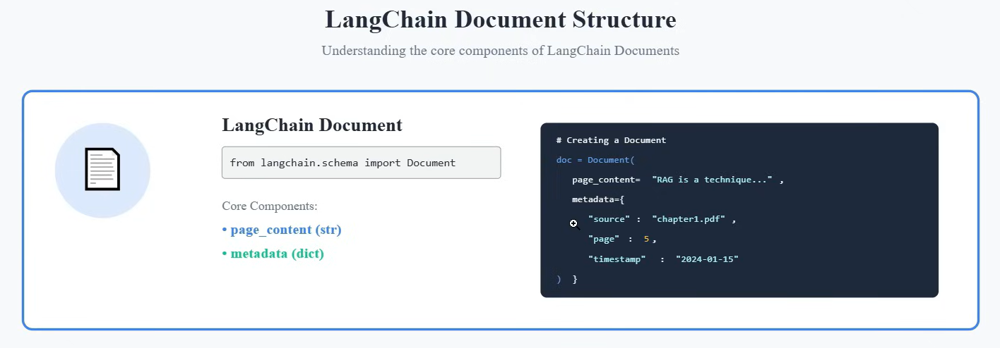 LangChain Document Structure
Understanding the core components of LangChain Documents
LangChain Document
from langchain.schema import Document
Core Components:
• page_content (str)
• metadata (dict)
# Creating a Document
doc = Document(
page_content= "RAG is a technique..." ,
metadata={
"source" : "chapter1.pdf" ,
"page" : 5 ,
"timestamp" : "2024-01-15"
) }